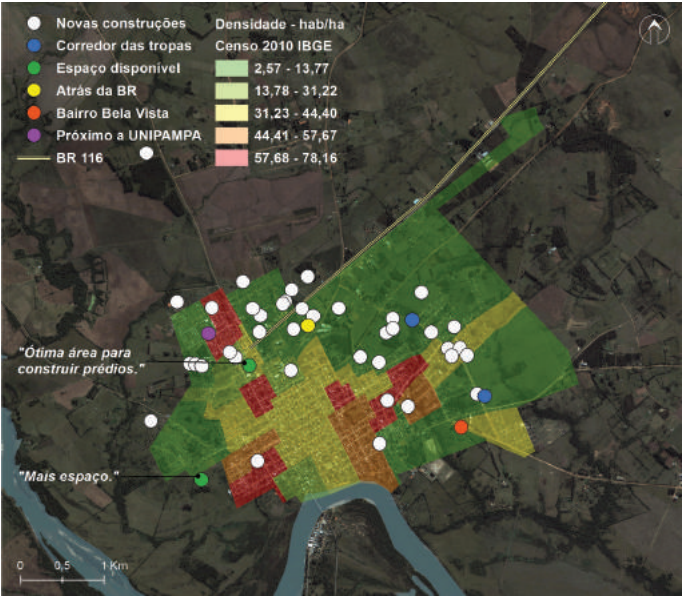 Novas construções
Corredor das tropas
Espaço disponível
Atrás da BR
Bairro Bela Vista
Próximo a UNIPAMPA
BR 116
Densidade - hab/ha
Censo 2010 IBGE
2,57 - 13,77
13,78 - 31,22
31,23 - 44,40
44,41 - 57,67
57,68 - 78,16
"Ótima área para
construir prédios."
"Mais espaço."
0 0,5 1 Km